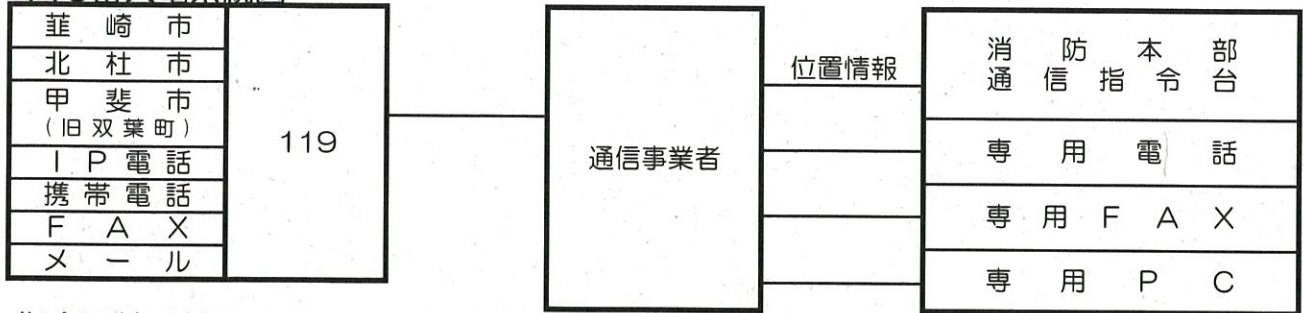 韮崎市
北杜市
甲斐市
(旧双葉町)
IP電話
携帯電話
FAX
メール
119
通信事業者
位置情報
消防本部
通信指令台
専用電話
専用FAX
専用PC